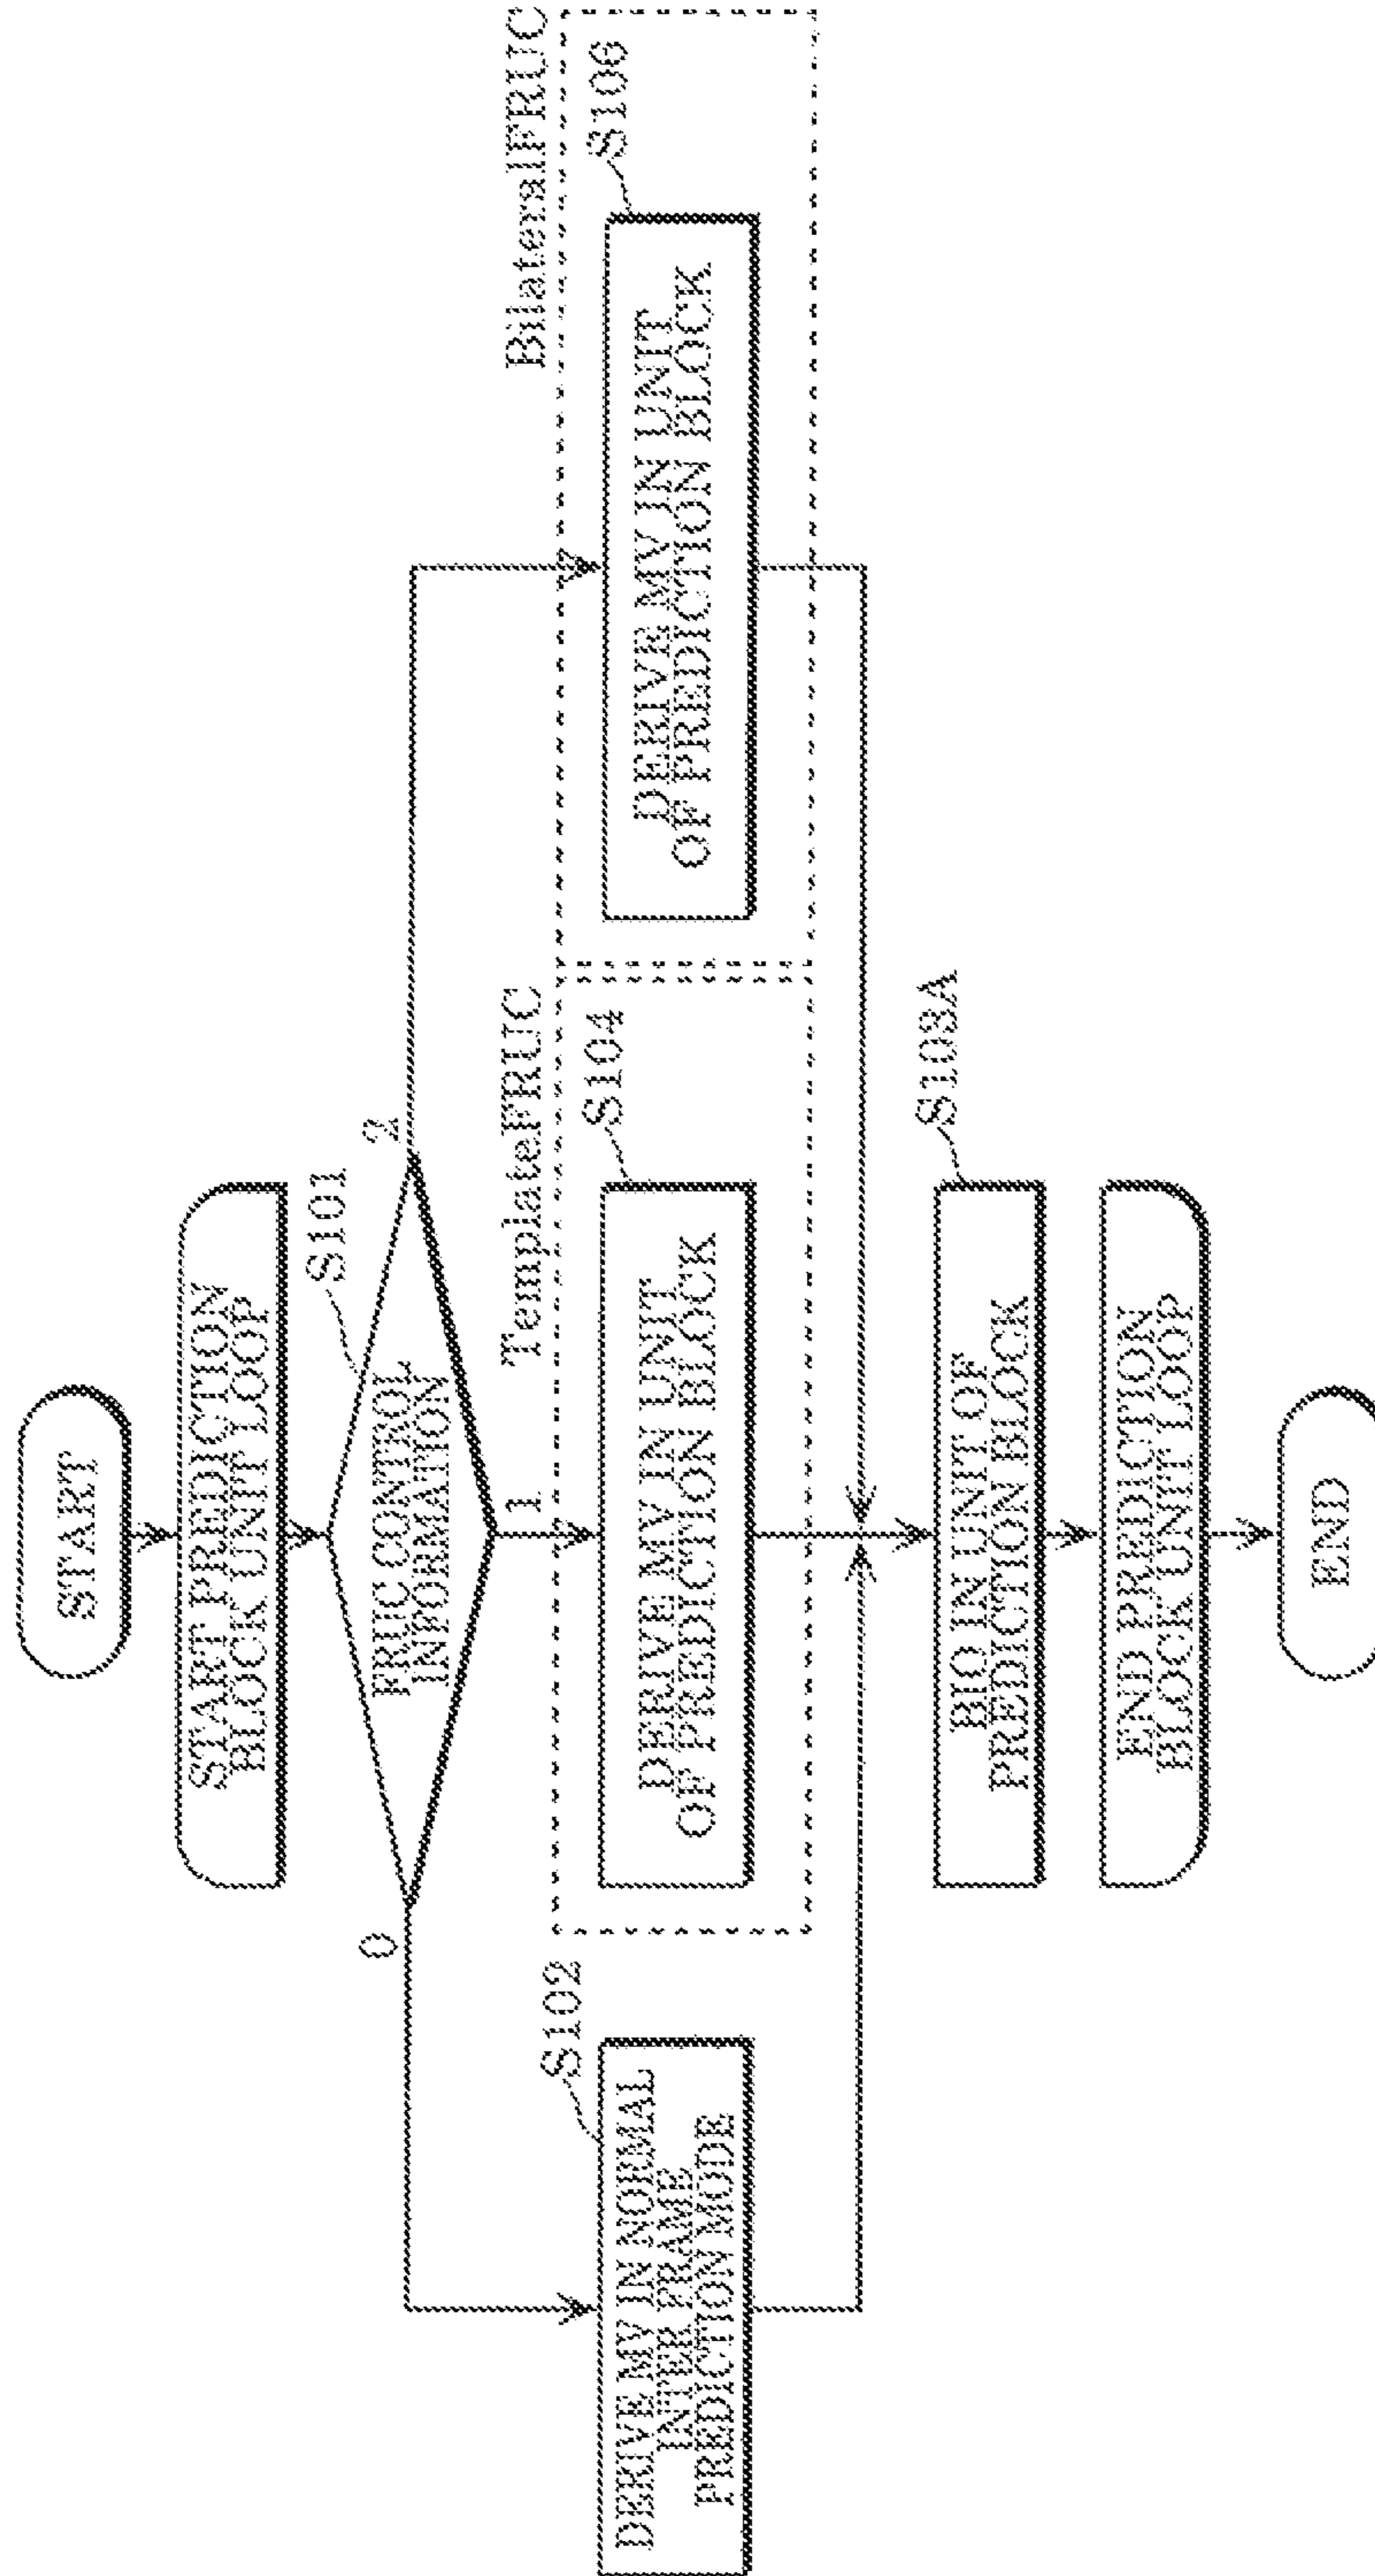 START
START PREDICTION
BLOCK UNIT LOOP
S101
FRUC CONTROL
INFORMATION
0
1
2
S102
DERIVE MV IN NORMAL
INTER FRAME
PREDICTION MODE
TemplateFRUC
S104
DERIVE MV IN UNIT
OF PREDICTION BLOCK
BilateralFRUC
S106
DERIVE MV IN UNIT
OF PREDICTION BLOCK
S103A
BIO IN UNIT OF
PREDICTION BLOCK
END PREDICTION
BLOCK UNIT LOOP
END